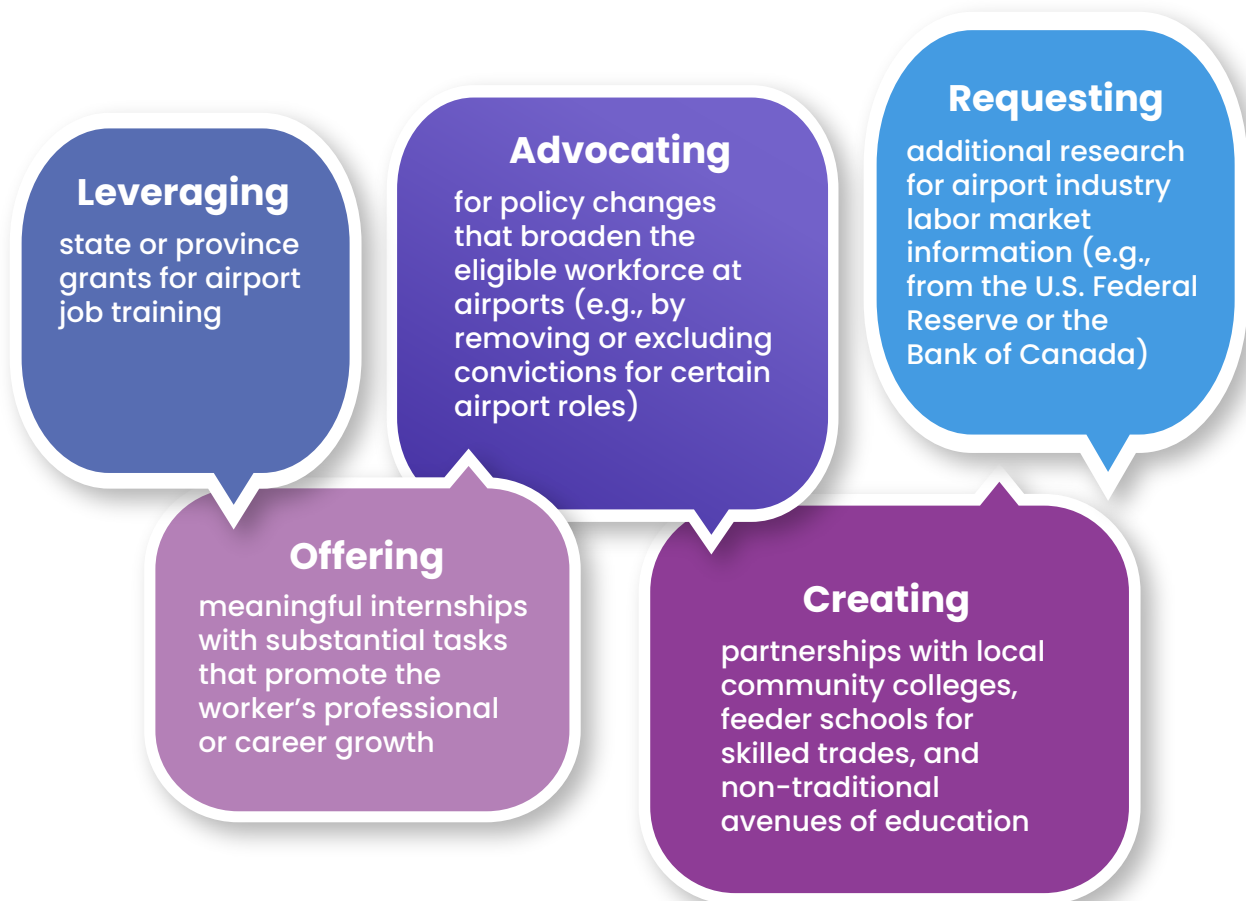 Leveraging
state or province
grants for airport
job training
Advocating
for policy changes
that broaden the
eligible workforce at
airports (e.g., by
removing or excluding
convictions for certain
airport roles)
Requesting
additional research
for airport industry
labor market
information (e.g.,
from the U.S. Federal
Reserve or the
Bank of Canada)
Offering
meaningful internships
with substantial tasks
that promote the
worker’s professional
or career growth
Creating
partnerships with local
community colleges,
feeder schools for
skilled trades, and
non-traditional
avenues of education